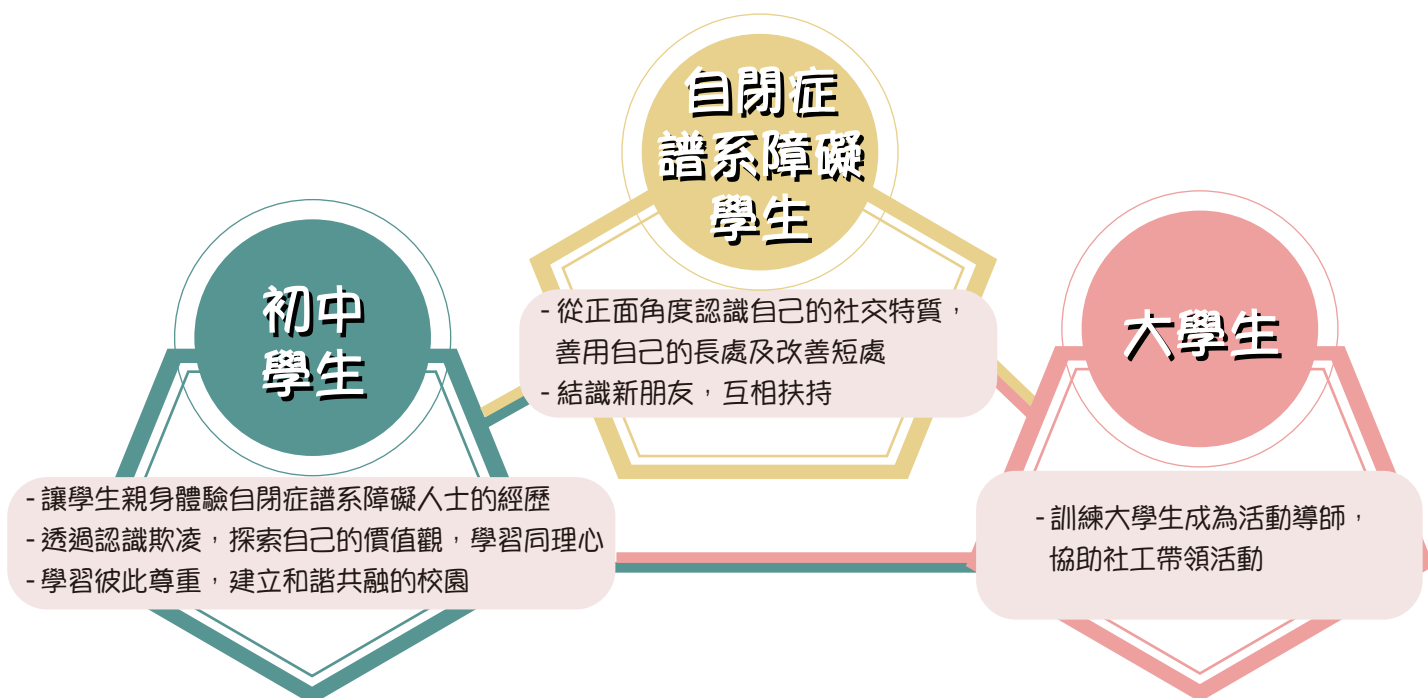 自閉症
譜系障礙
學生
- 從正面角度認識自己的社交特質，
善用自己的長處及改善短處
- 結識新朋友，互相扶持
初中
學生
- 讓學生親身體驗自閉症譜系障礙人士的經歷
- 透過認識欺凌，探索自己的價值觀，學習同理心
- 學習彼此尊重，建立和諧共融的校園
大學生
- 訓練大學生成為活動導師，
協助社工帶領活動